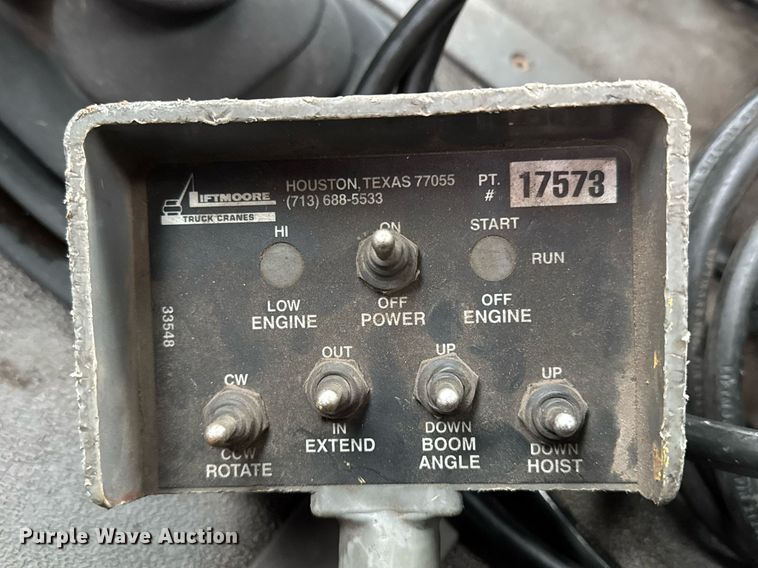 LIFTMOORE
TRUCK CRANES
HOUSTON, TEXAS 77055
(713) 688-5533
PT.
#
17573
HI
ON
START
RUN
LOW
ENGINE
OFF
POWER
OFF
ENGINE
33548
CW
OUT
UP
UP
CCW
ROTATE
IN
EXTEND
DOWN
BOOM
ANGLE
DOWN
HOIST
Purple Wave Auction